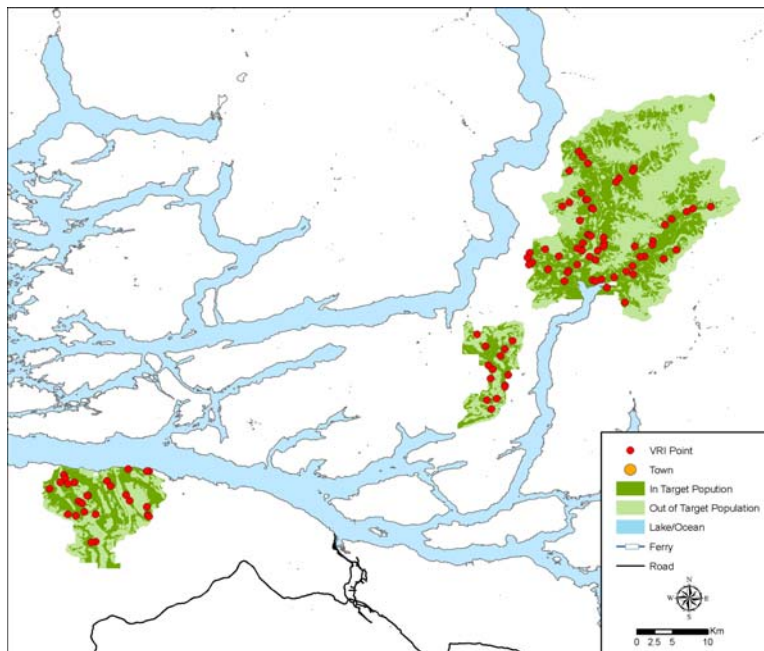 VRI Point
Town
In Target Popution
Out of Target Population
Lake/Ocean
Ferry
Road
N
W E
S
Km
0 2.5 5 10